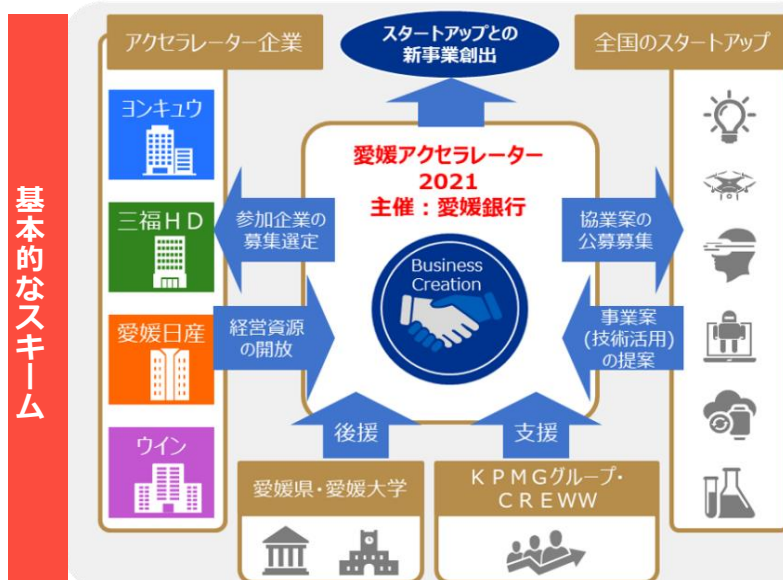 基本的なスキーム
アクセラレーター企業
スタートアップとの
新事業創出
全国のスタートアップ
ヨンキュウ
三福ＨＤ
愛媛日産
ウイン
愛媛アクセラレーター
2021
主催：愛媛銀行
Business
Creation
参加企業の
募集選定
経営資源
の開放
協業案の
公募募集
事業案
(技術活用)
の提案
後援
支援
愛媛県・愛媛大学
ＫＰＭＧグループ・
ＣＲＥＷＷ